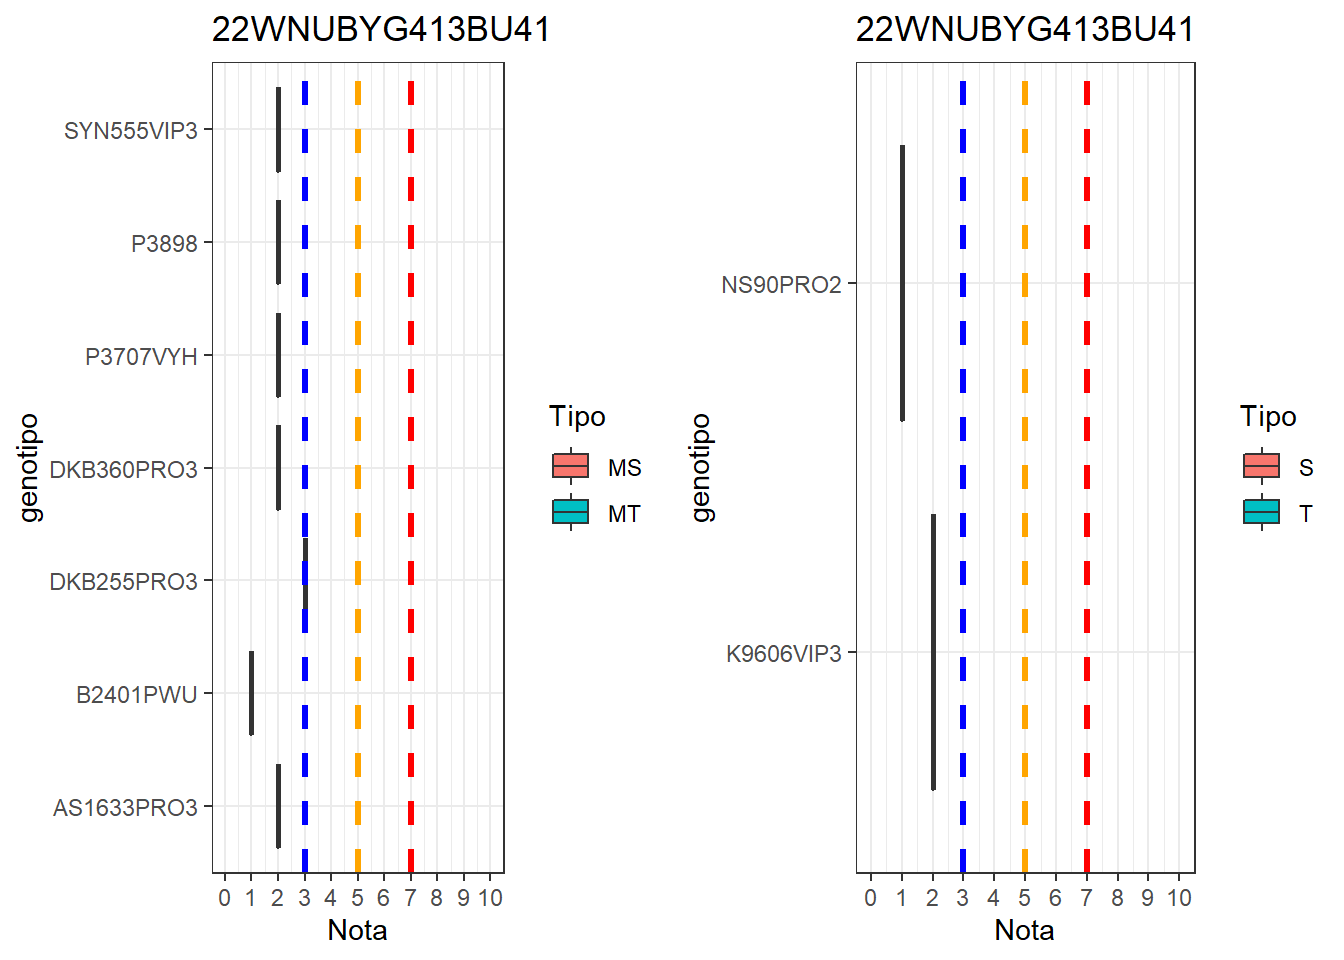 22WNUBYG413BU41
SYN555VIP3
P3898
P3707VYH
DKB360PRO3
DKB255PRO3
B2401PWU
AS1633PRO3
genotipo
0 1 2 3 4 5 6 7 8 9 10
Nota
Tipo
MS
MT
22WNUBYG413BU41
NS90PRO2
K9606VIP3
genotipo
0 1 2 3 4 5 6 7 8 9 10
Nota
Tipo
S
T